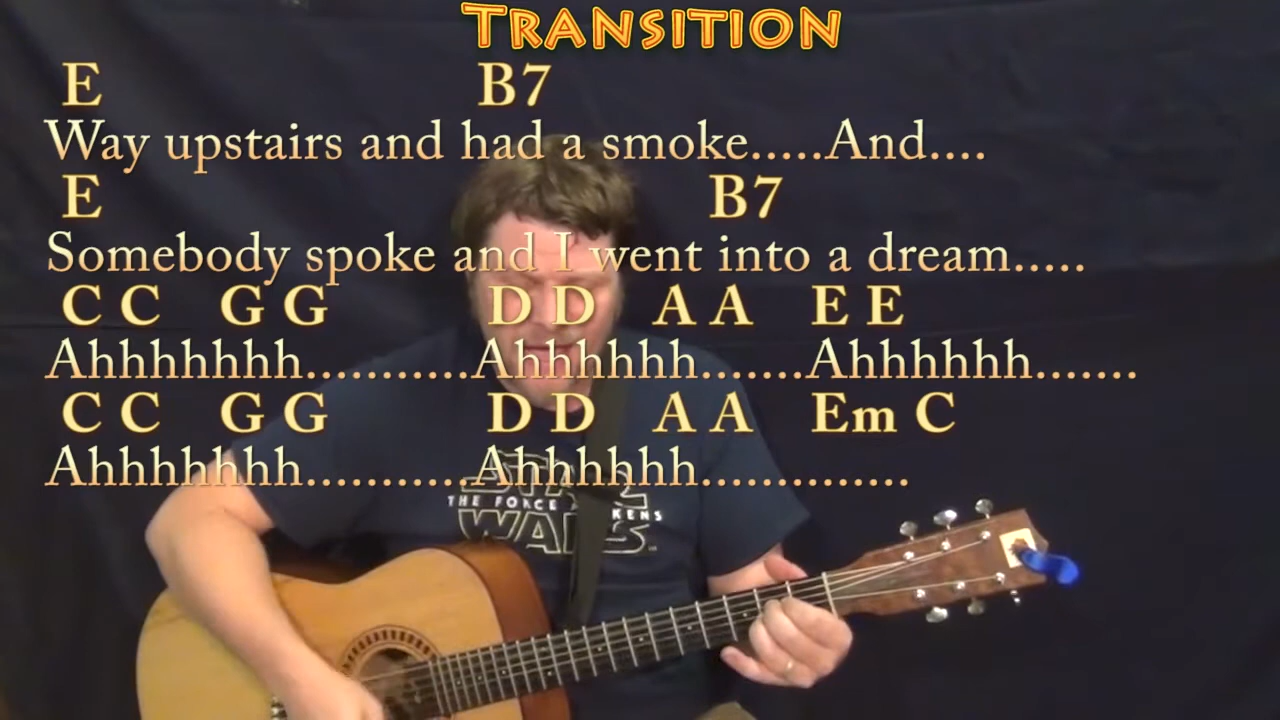 TRANSITION
E B7
Way upstairs and had a smoke.....And....
E B7
Somebody spoke and I went into a dream.....
C C G G D D A A E E
Ahhhhhhh...........Ahhhhhh.......Ahhhhhh.......
C C G G D D A A Em C
Ahhhhhhh...........Ahhhhhh..............
STAR
THE FORCE AWAKENS
WARS